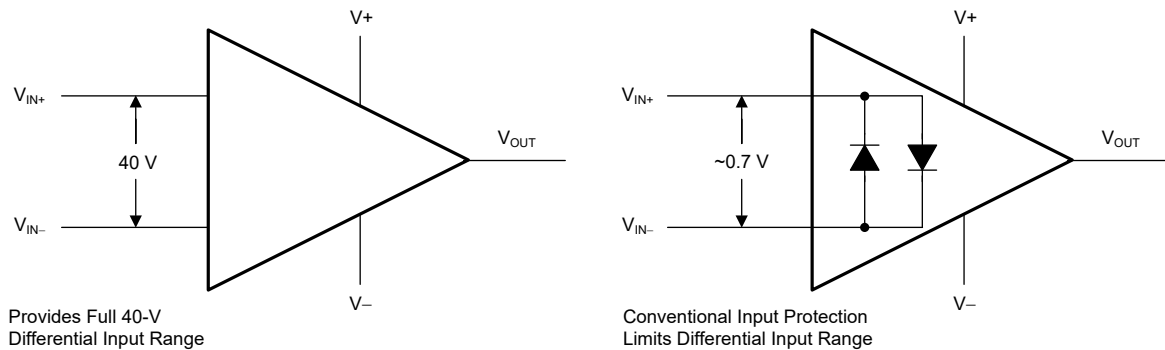 V+
V+
VIN+
VIN+
VOUT
VOUT
40 V
~0.7 V
VIN−
VIN−
V−
V−
Provides Full 40-V
Differential Input Range
Conventional Input Protection
Limits Differential Input Range